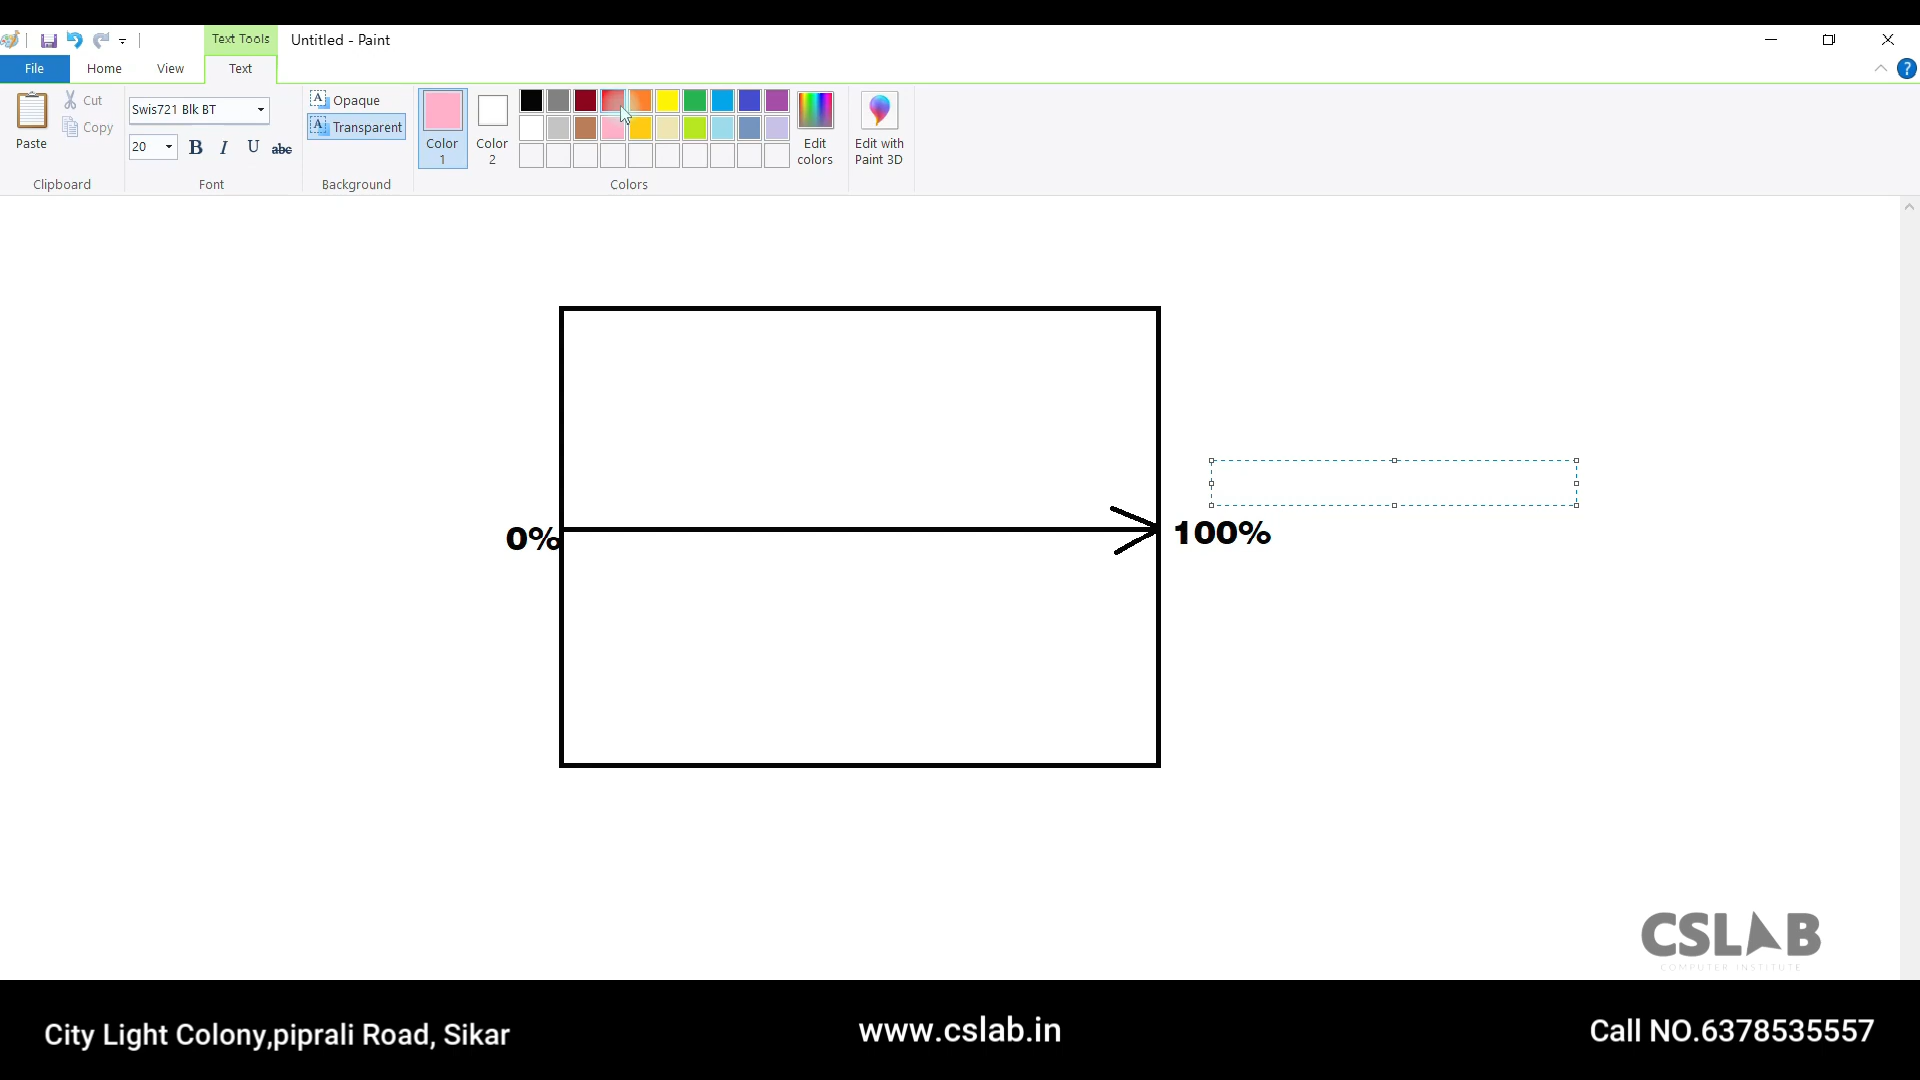 Text Tools
Untitled - Paint
File
Home
View
Text
?
Paste
Cut
Copy
Clipboard
Swis721 Blk BT
20
B I U abc
Font
A Opaque
A Transparent
Background
Color
1
Color
2
Colors
Edit
colors
Edit with
Paint 3D
0%
100%
CSLAB
COMPUTER INSTITUTE
City Light Colony,piprali Road, Sikar
www.cslab.in
Call NO.6378535557